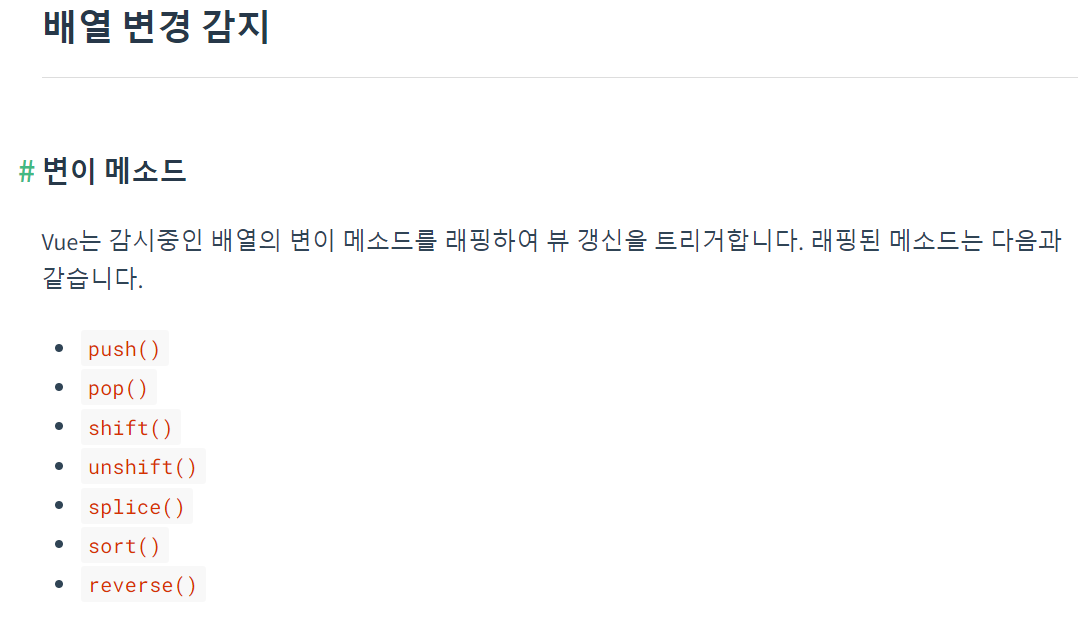 배열 변경 감지
# 변이 메소드
Vue는 감시중인 배열의 변이 메소드를 래핑하여 뷰 갱신을 트리거합니다. 래핑된 메소드는 다음과
같습니다.
• push()
• pop()
• shift()
• unshift()
• splice()
• sort()
• reverse()